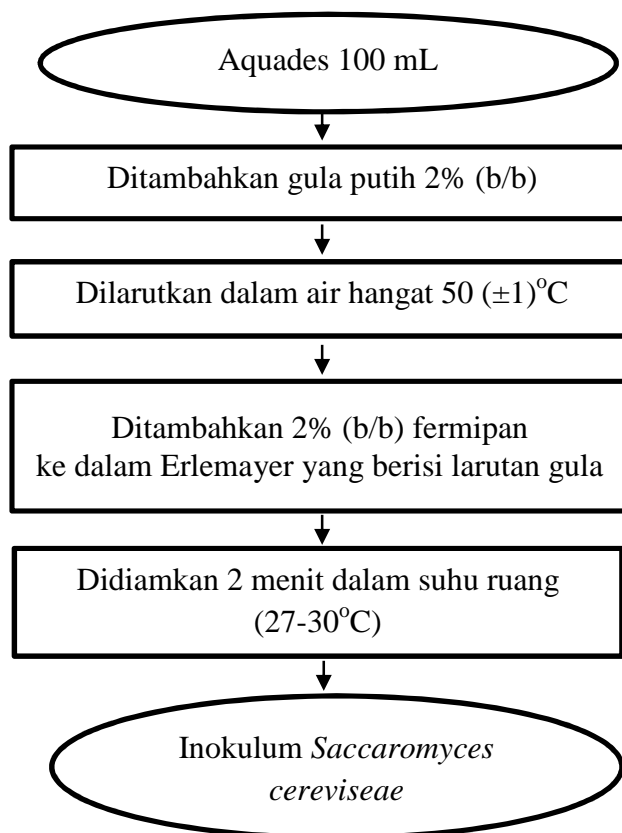 Aquades 100 mL
Ditambahkan gula putih 2% (b/b)
Dilarutkan dalam air hangat 50 (±1)°C
Ditambahkan 2% (b/b) fermipan
ke dalam Erlemayer yang berisi larutan gula
Didiamkan 2 menit dalam suhu ruang
(27-30°C)
Inokulum Saccaromyces
cereviseae